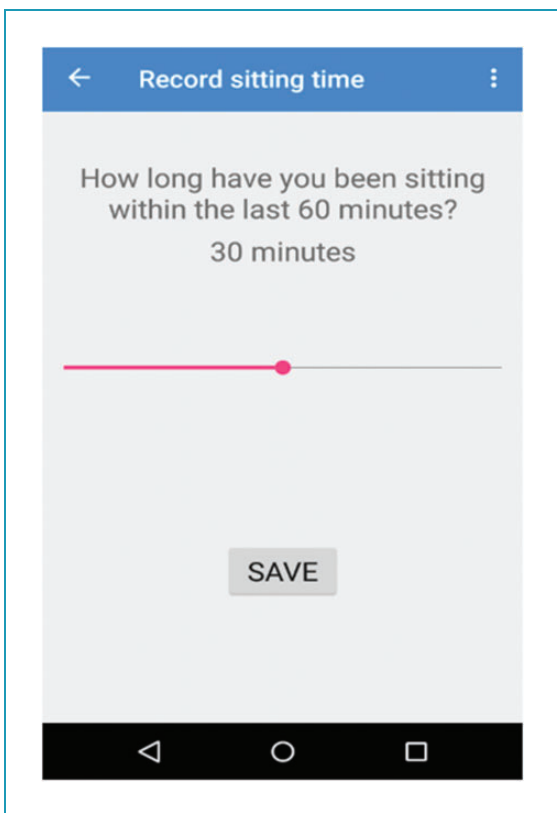 Record sitting time
How long have you been sitting
within the last 60 minutes?
30 minutes
SAVE